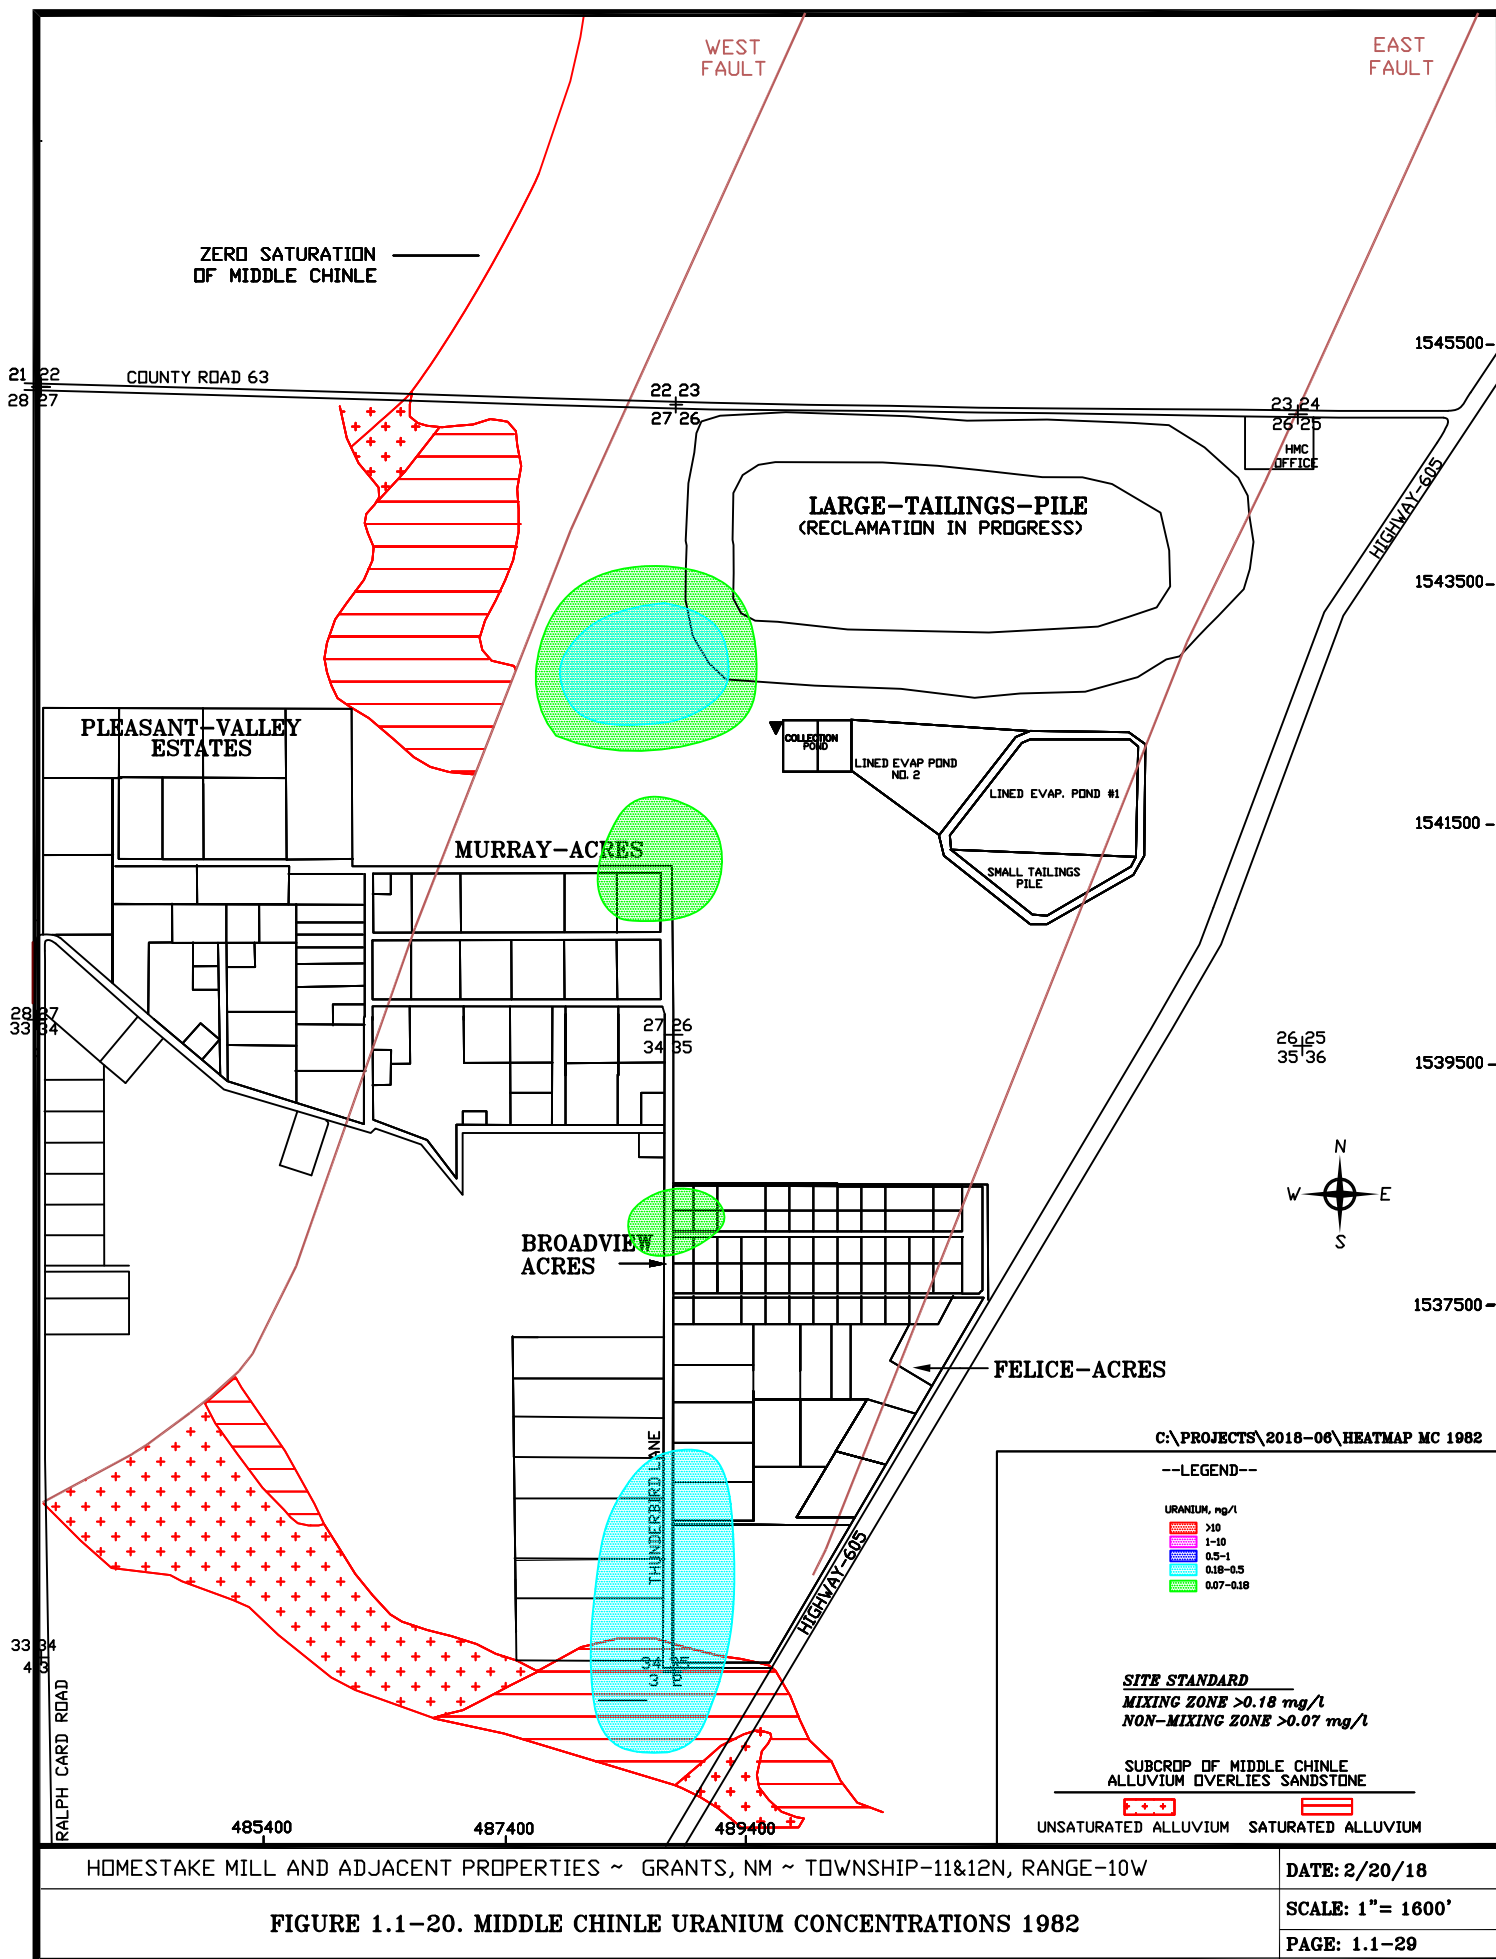 WEST
FAULT
EAST
FAULT
ZERO SATURATION
OF MIDDLE CHINLE
1545500-
21 22
28 27
COUNTY ROAD 63
22 23
27 26
23 24
26 25
HMC
OFFICE
HIGHWAY-605
LARGE-TAILINGS-PILE
(RECLAMATION IN PROGRESS)
1543500-
PLEASANT-VALLEY
ESTATES
COLLECTION
POND
LINED EVAP POND
NO. 2
LINED EVAP. POND #1
1541500-
MURRAY-ACRES
SMALL TAILINGS
PILE
28 27
33 34
27 26
34 35
26 25
35 36
1539500-
N
W E
S
BROADVIEW
ACRES
1537500-
FELICE-ACRES
C:\PROJECTS\2018-06\HEATMAP MC 1982
THUNDERBIRD LANE
HIGHWAY-605
--LEGEND--
URANIUM, mg/l
>10
1-10
0.5-1
0.18-0.5
0.07-0.18
33 34
4 3
34 35
3 2
RALPH CARD ROAD
SITE STANDARD
MIXING ZONE >0.18 mg/l
NON-MIXING ZONE >0.07 mg/l
SUBCROP OF MIDDLE CHINLE
ALLUVIUM OVERLIES SANDSTONE
UNSATURATED ALLUVIUM SATURATED ALLUVIUM
485400 487400 489400
HOMESTAKE MILL AND ADJACENT PROPERTIES ~ GRANTS, NM ~ TOWNSHIP-11&12N, RANGE-10W
DATE: 2/20/18
FIGURE 1.1-20. MIDDLE CHINLE URANIUM CONCENTRATIONS 1982
SCALE: 1"= 1600'
PAGE: 1.1-29